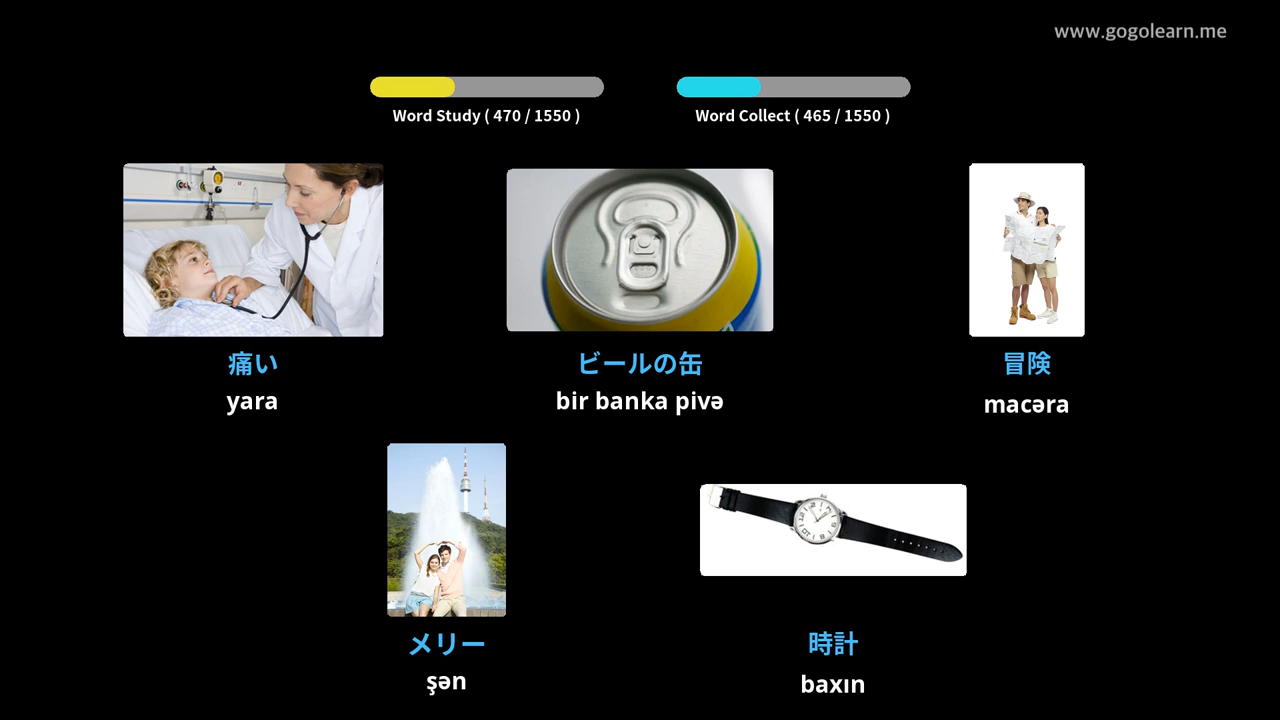 www.gogolearn.me
Word Study ( 470 / 1550 )
Word Collect ( 465 / 1550 )
痛い
yara
ビールの缶
bir banka pivə
冒険
macəra
メリー
şən
時計
baxın